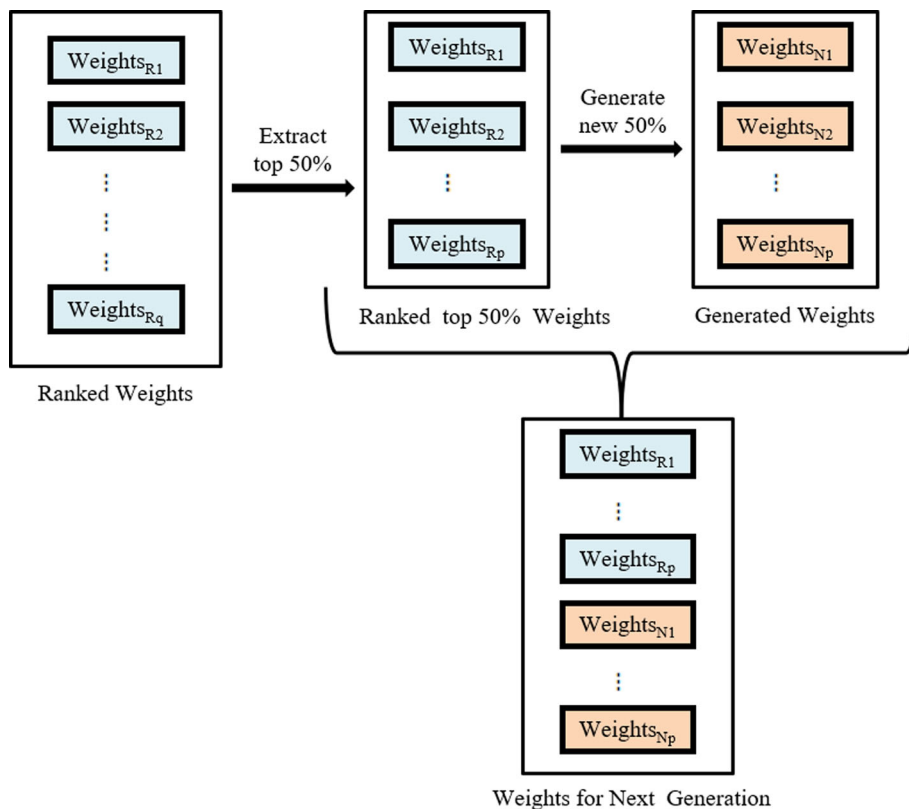 Weights_R1
Weights_R2
Weights_Rq
Ranked Weights
Extract
top 50%
Weights_R1
Weights_R2
Weights_Rp
Ranked top 50% Weights
Generate
new 50%
Weights_N1
Weights_N2
Weights_Np
Generated Weights
Weights_R1
Weights_Rp
Weights_N1
Weights_Np
Weights for Next Generation